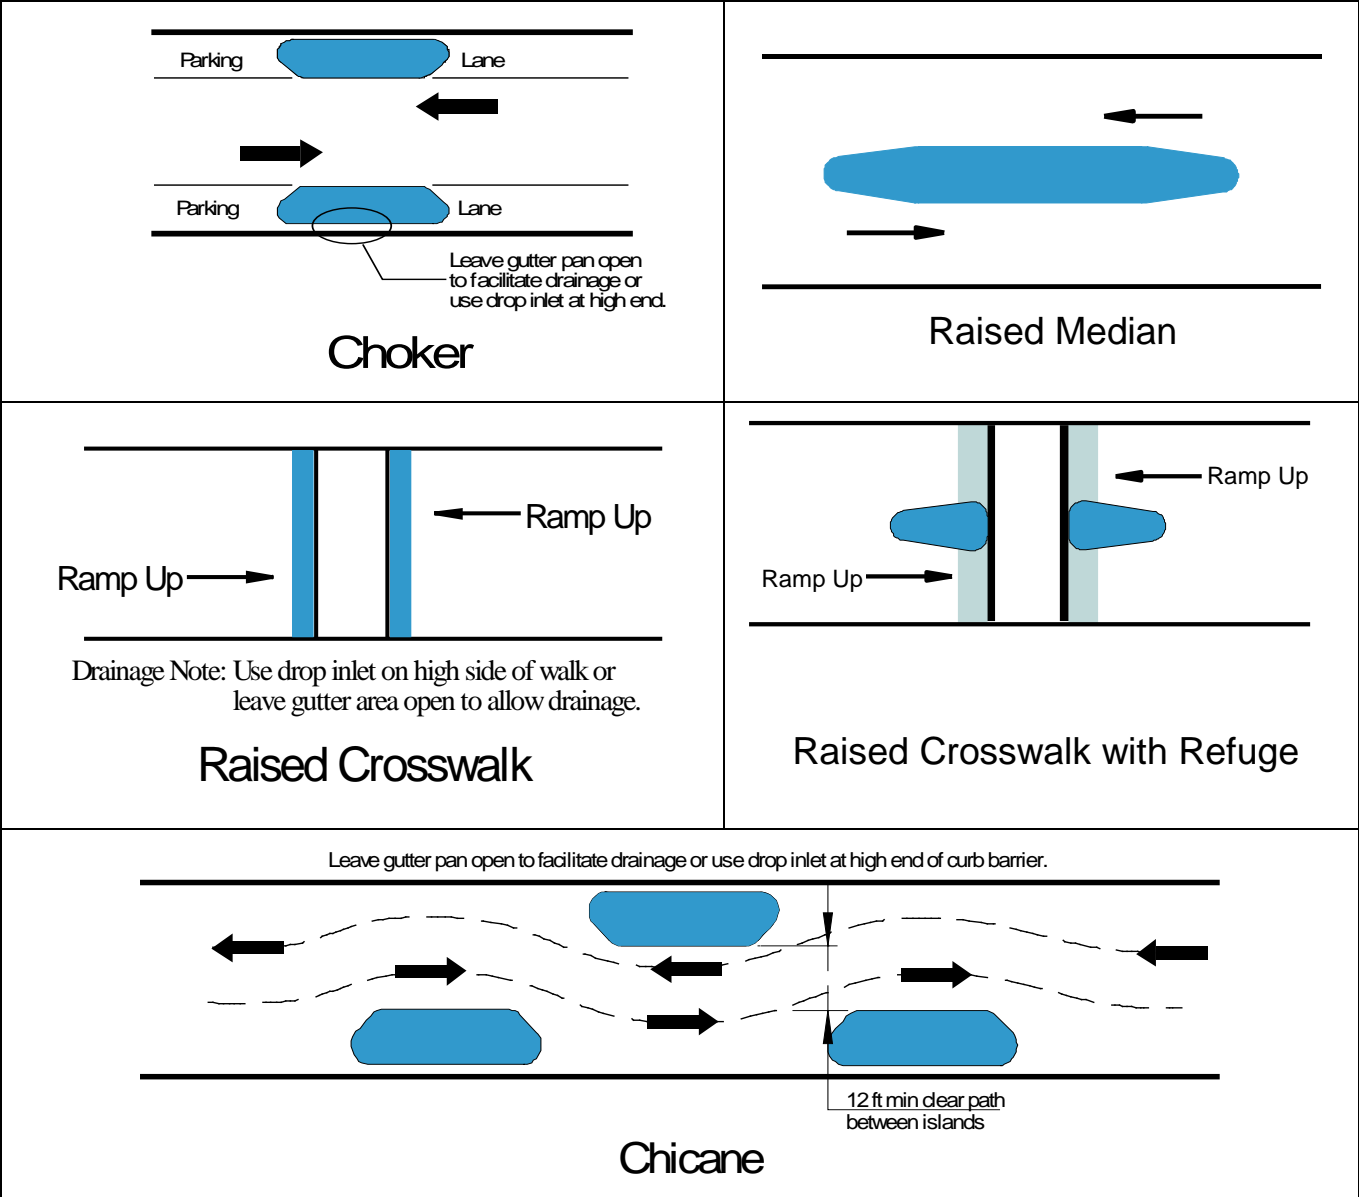 Parking
Lane
Parking
Lane
Leave gutter pan open
to facilitate drainage or
use drop inlet at high end.
Choker
Raised Median
Ramp Up
Ramp Up
Drainage Note: Use drop inlet on high side of walk or
leave gutter area open to allow drainage.
Raised Crosswalk
Ramp Up
Ramp Up
Raised Crosswalk with Refuge
Leave gutter pan open to facilitate drainage or use drop inlet at high end of curb barrier.
12 ft min clear path
between islands
Chicane